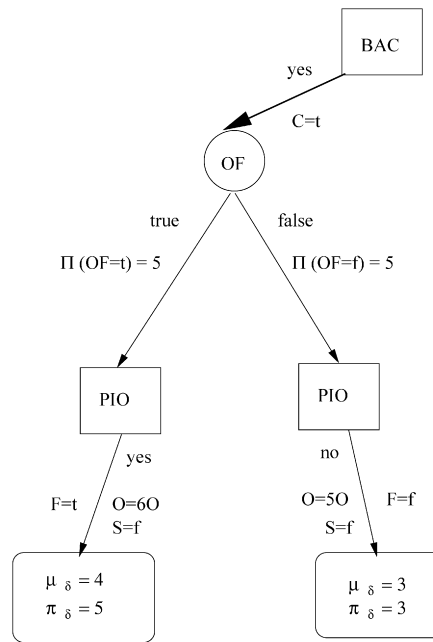 BAC
yes
C=t
OF
true
false
Π (OF=t) = 5
Π (OF=f) = 5
PIO
PIO
yes
no
F=t
O=6O
S=f
O=5O
F=f
S=f
μ δ = 4
π δ = 5
μ δ = 3
π δ = 3